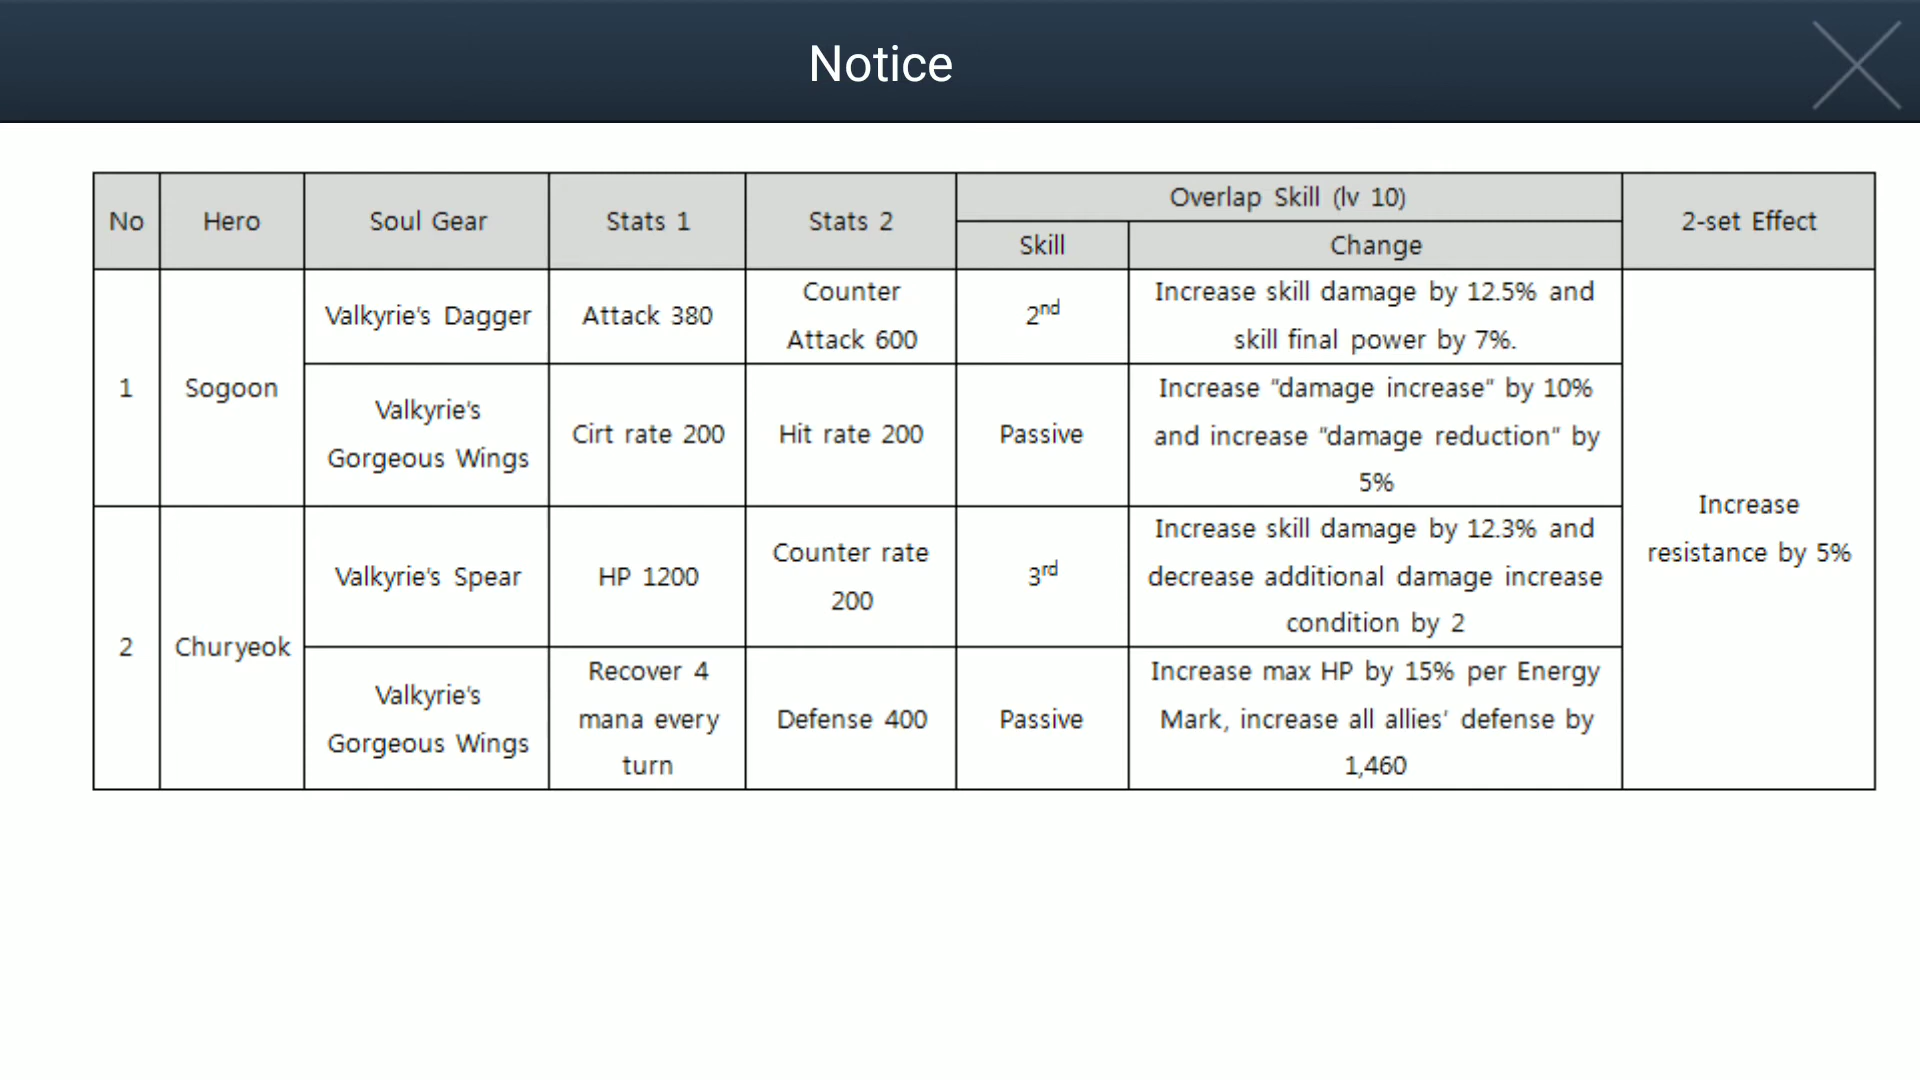 Notice
No
Hero
Soul Gear
Stats 1
Stats 2
Overlap Skill (lv 10)
Skill
Change
2-set Effect
1
Sogoon
Valkyrie's Dagger
Attack 380
Counter
Attack 600
2nd
Increase skill damage by 12.5% and
skill final power by 7%.
Valkyrie's
Gorgeous Wings
Cirt rate 200
Hit rate 200
Passive
Increase "damage increase" by 10%
and increase "damage reduction" by
5%
2
Churyeok
Valkyrie's Spear
HP 1200
Counter rate
200
3rd
Increase skill damage by 12.3% and
decrease additional damage increase
condition by 2
Valkyrie's
Gorgeous Wings
Recover 4
mana every
turn
Defense 400
Passive
Increase max HP by 15% per Energy
Mark, increase all allies' defense by
1,460
Increase
resistance by 5%